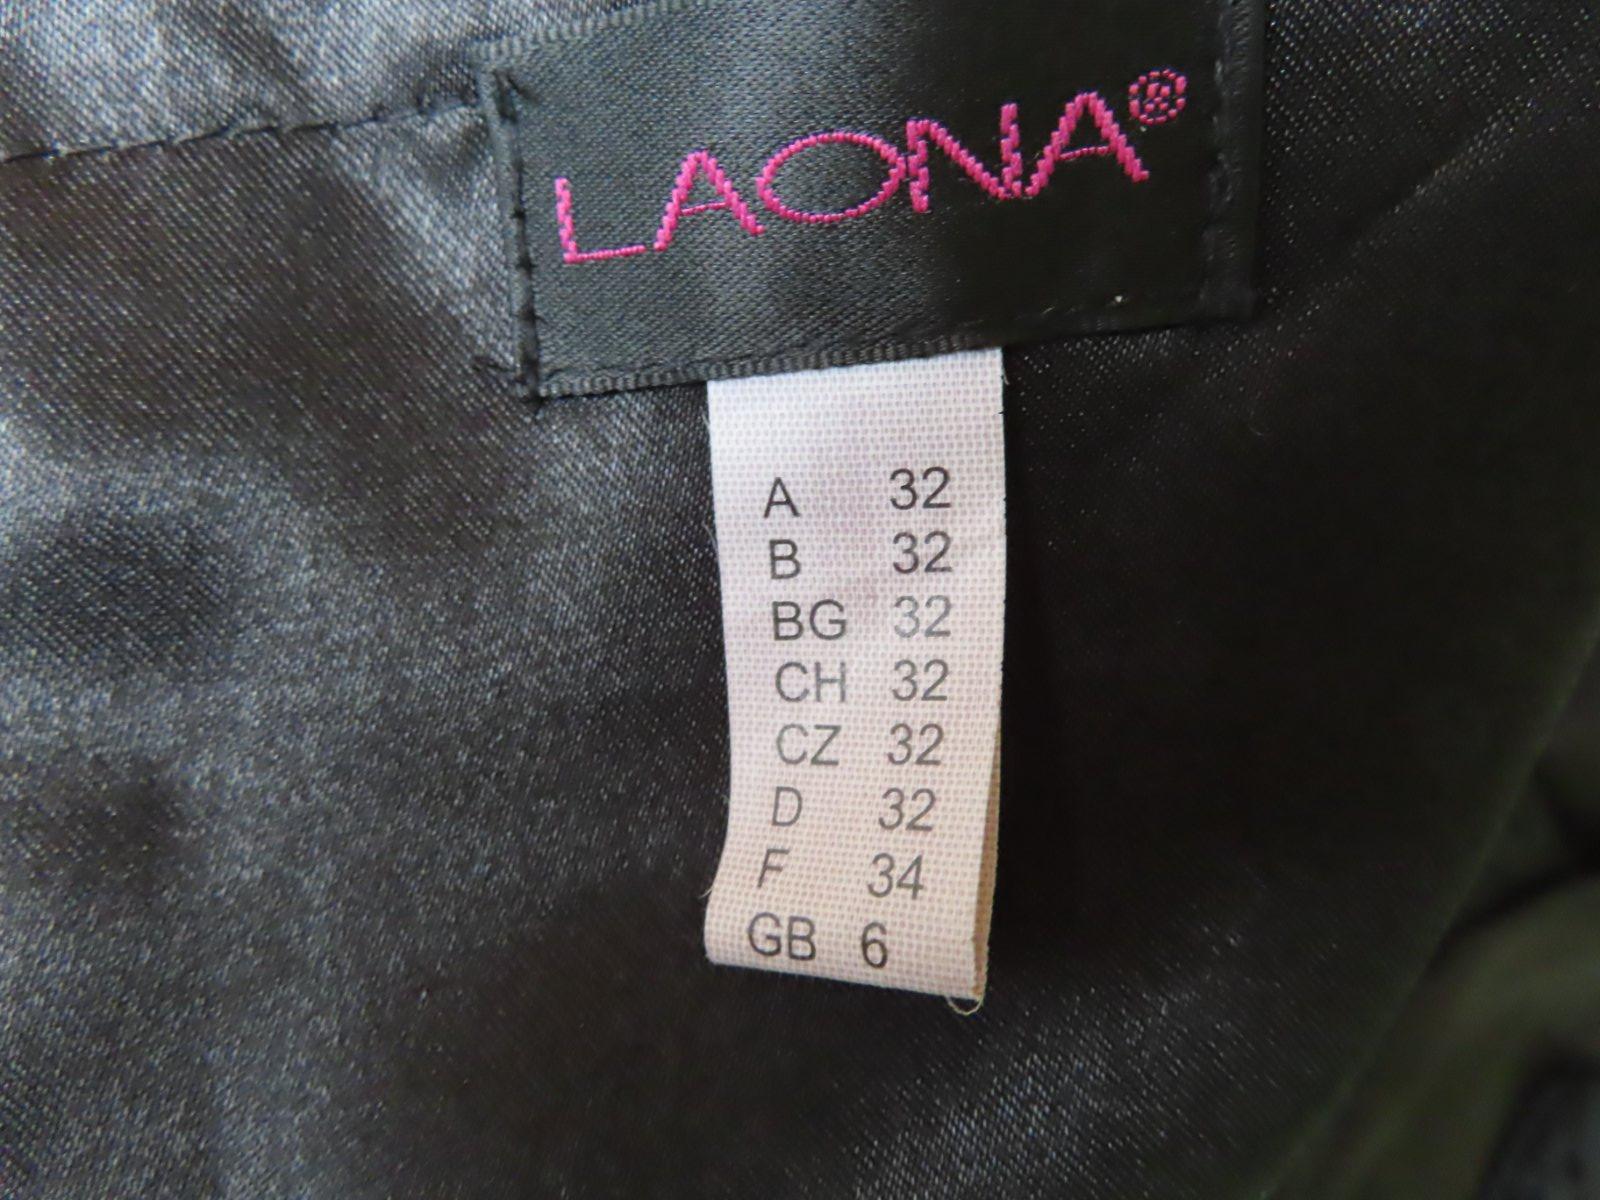 LAONA®
A 32
B 32
BG 32
CH 32
CZ 32
D 32
F 34
GB 6